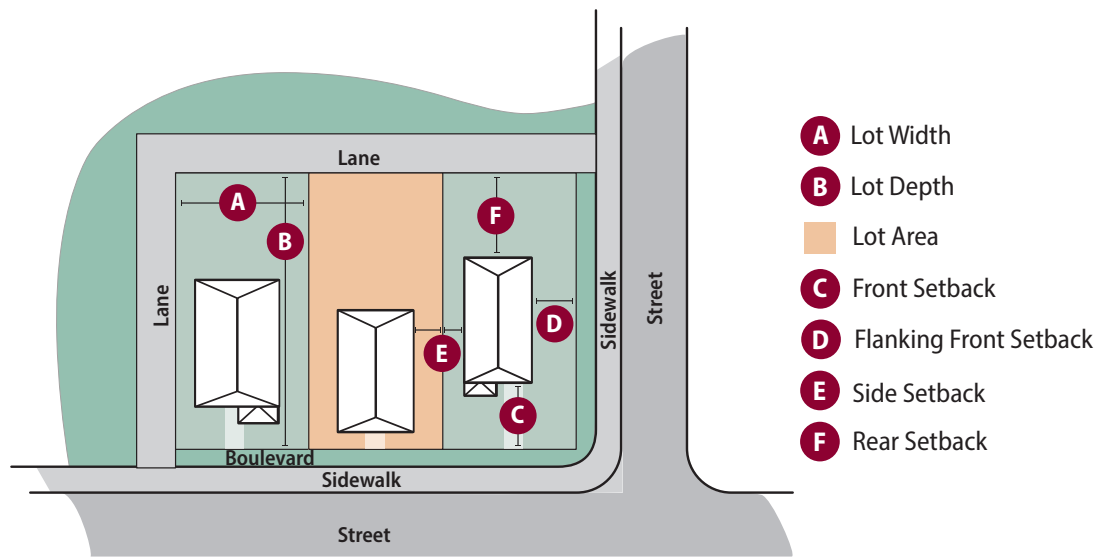 Lane
A
B
F
Lane
Sidewalk
Street
D
E
C
Boulevard
Sidewalk
Street
A Lot Width
B Lot Depth
Lot Area
C Front Setback
D Flanking Front Setback
E Side Setback
F Rear Setback